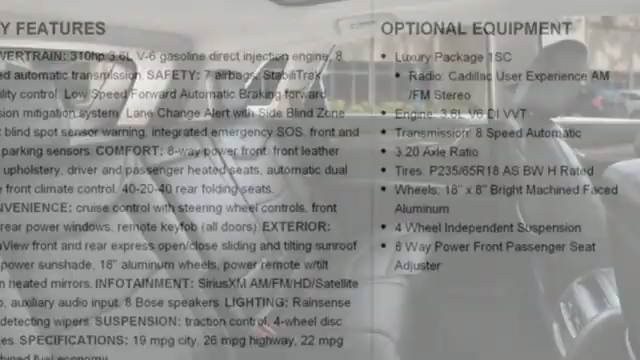 Y FEATURES
WERTRAIN: 310hp 3.6L V-6 gasoline direct injection engine, 8
ed automatic transmission. SAFETY: 7 airbags, StabiliTrak
ility control, Low Speed Forward Automatic Braking forward
sion mitigation system, Lane Change Alert with Side Blind Zone
t blind spot sensor warning, integrated emergency SOS, front and
parking sensors. COMFORT: 8-way power front, front leather
upholstery, driver and passenger heated seats, automatic dual
e front climate control, 40-20-40 rear folding seats.
NVENIENCE: cruise control with steering wheel controls, front
rear power windows, remote keyfob (all doors) EXTERIOR:
aView front and rear express open/close sliding and tilting sunroof
power sunshade, 18" aluminum wheels, power remote w/tilt
n heated mirrors. INFOTAINMENT: SiriusXM AM/FM/HD/Satellite
o, auxiliary audio input, 8 Bose speakers. LIGHTING: Rainsense
detecting wipers. SUSPENSION: traction control, 4-wheel disc
es. SPECIFICATIONS: 19 mpg city, 26 mpg highway, 22 mpg
bined fuel economy
OPTIONAL EQUIPMENT
• Luxury Package 1SC
• Radio: Cadillac User Experience AM
/FM Stereo
• Engine: 3.6L V6 DI VVT
• Transmission: 8 Speed Automatic
• 3.20 Axle Ratio
• Tires: P235/65R18 AS BW H Rated
• Wheels: 18" x 8" Bright Machined Faced
Aluminum
• 4 Wheel Independent Suspension
• 8 Way Power Front Passenger Seat
Adjuster